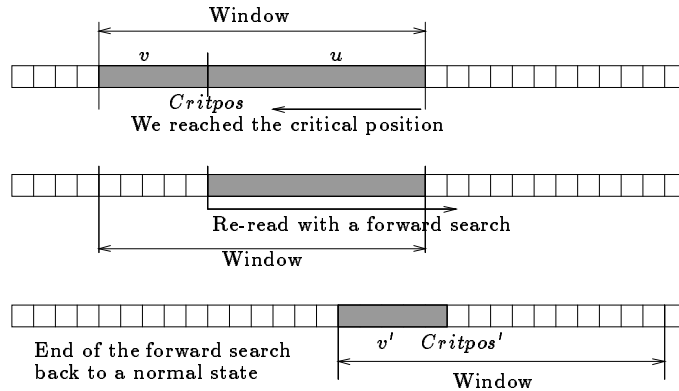 Window
v u
Critpos
We reached the critical position
Re-read with a forward search
Window
v' Critpos'
End of the forward search
back to a normal state
Window